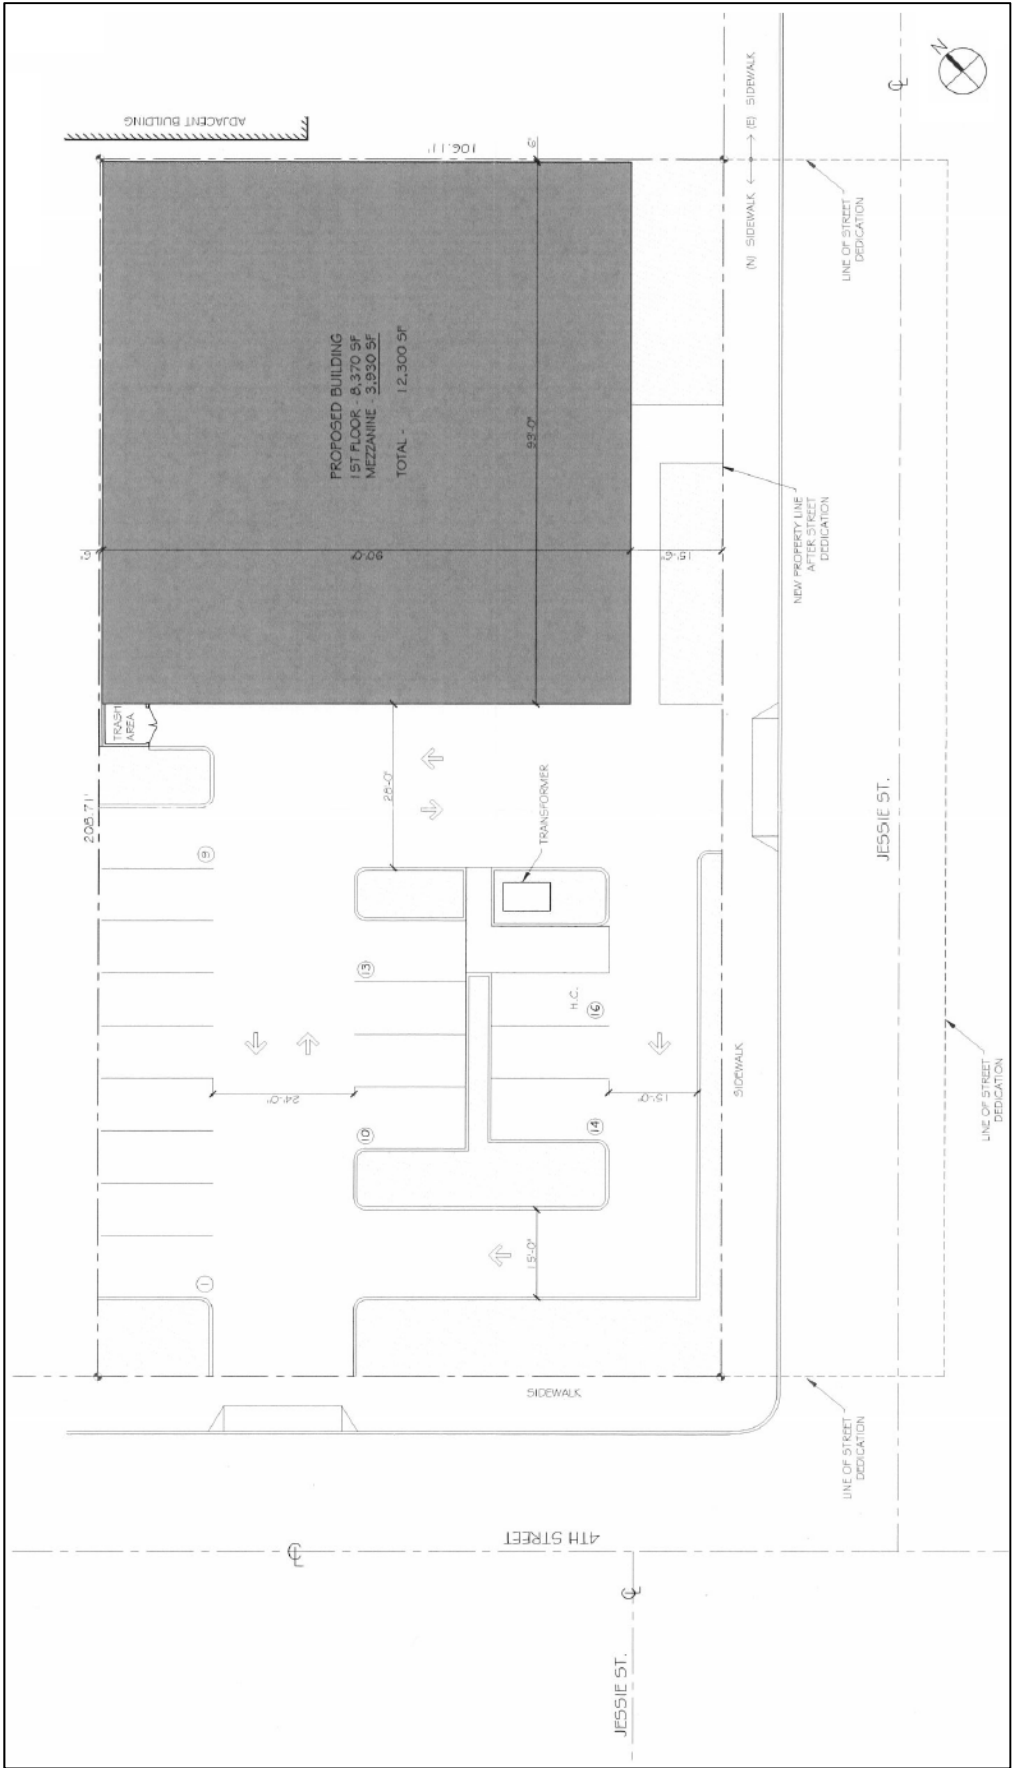 N
ADJACENT BUILDING
106.11'
6"
(N) SIDEWALK
(E) SIDEWALK
LINE OF STREET
DEDICATION
PROPOSED BUILDING
1ST FLOOR - 8,370 SF
MEZZANINE - 3,930 SF
TOTAL - 12,300 SF
93'-0"
6"
90'-0"
15'-6"
NEW PROPERTY LINE
AFTER STREET
DEDICATION
TRASH
AREA
208.71'
28'-0"
TRANSFORMER
JESSIE ST.
9
13
H.C.
16
24'-0"
15'-0"
SIDEWALK
LINE OF STREET
DEDICATION
10
14
1
15'-0"
SIDEWALK
LINE OF STREET
DEDICATION
4TH STREET
JESSIE ST.